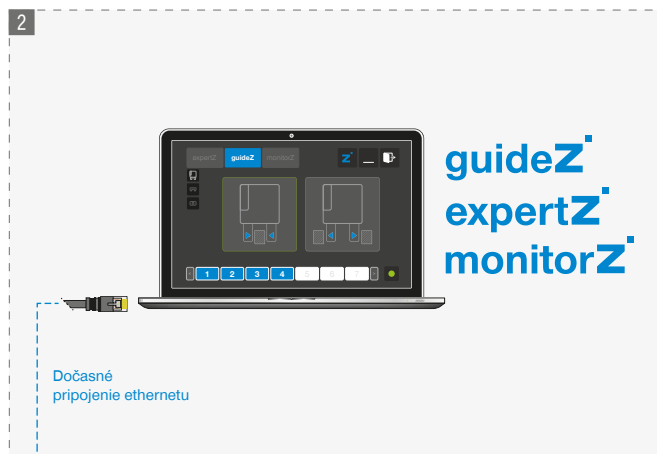 2
expertZ guideZ monitorZ
Z
guideZ
expertZ
monitorZ
1 2 3 4 5 6 7
Dočasné
pripojenie ethernetu